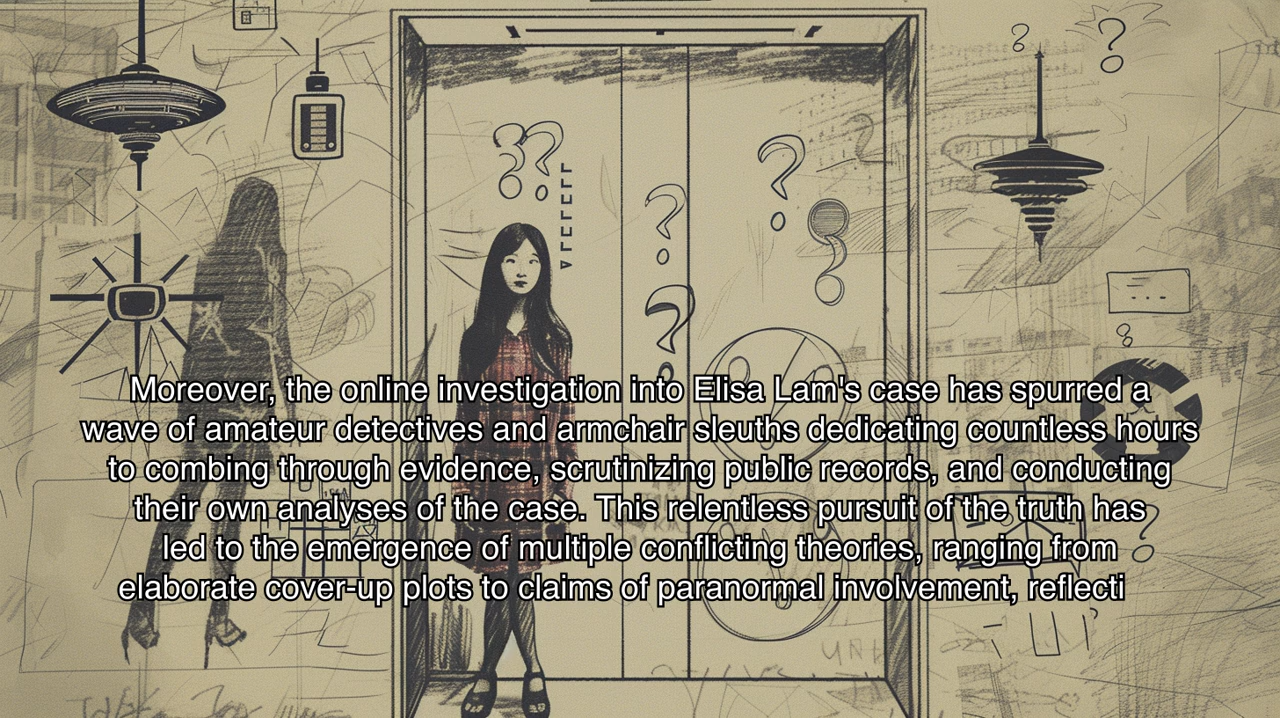 Moreover, the online investigation into Elisa Lam's case has spurred a
wave of amateur detectives and armchair sleuths dedicating countless hours
to combing through evidence, scrutinizing public records, and conducting
their own analyses of the case. This relentless pursuit of the truth has
led to the emergence of multiple conflicting theories, ranging from
elaborate cover-up plots to claims of paranormal involvement, reflecti